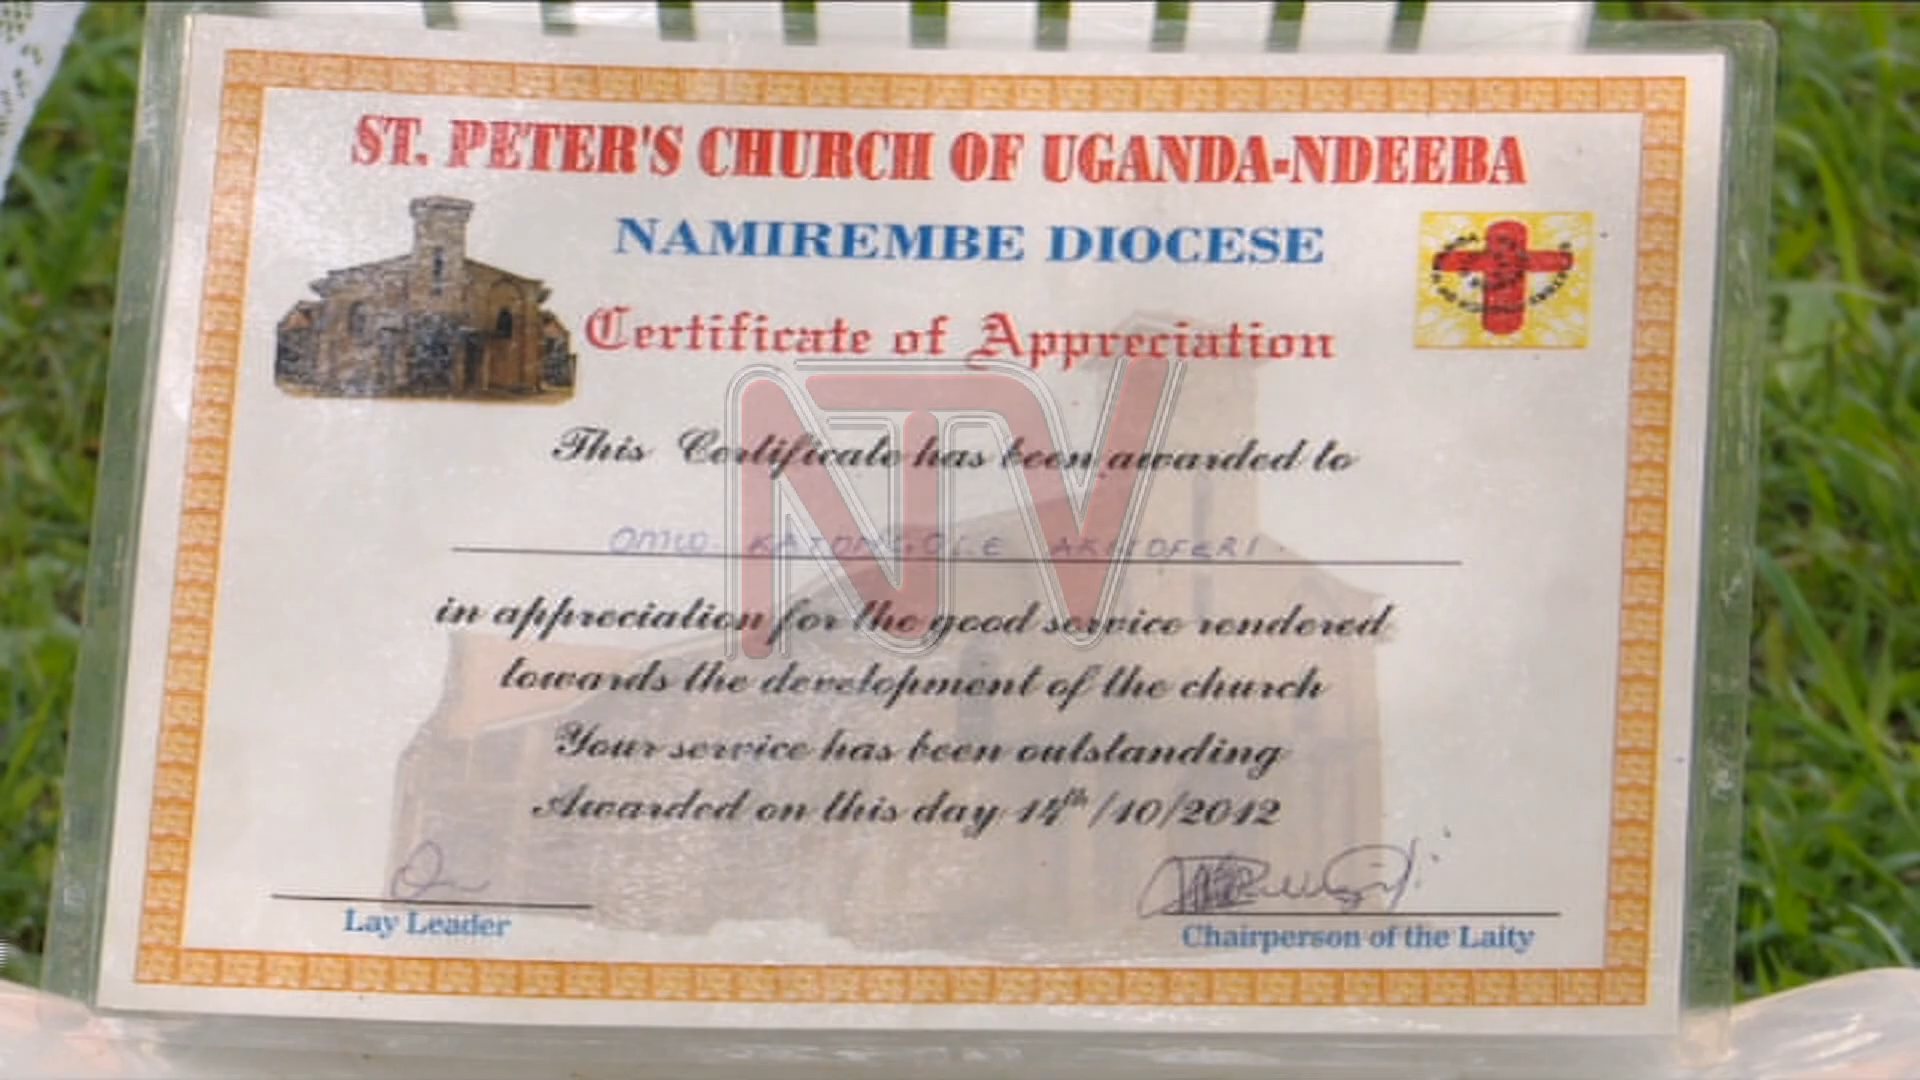 ST. PETER'S CHURCH OF UGANDA-NDEEBA
NAMIREMBE DIOCESE
Certificate of Appreciation
NTV
This Certificate has been awarded to
OMW. KATONGOLE
in appreciation for the good service rendered
towards the development of the church
Your service has been outstanding
Awarded on this day 14th/10/2012
Lay Leader
Chairperson of the Laity